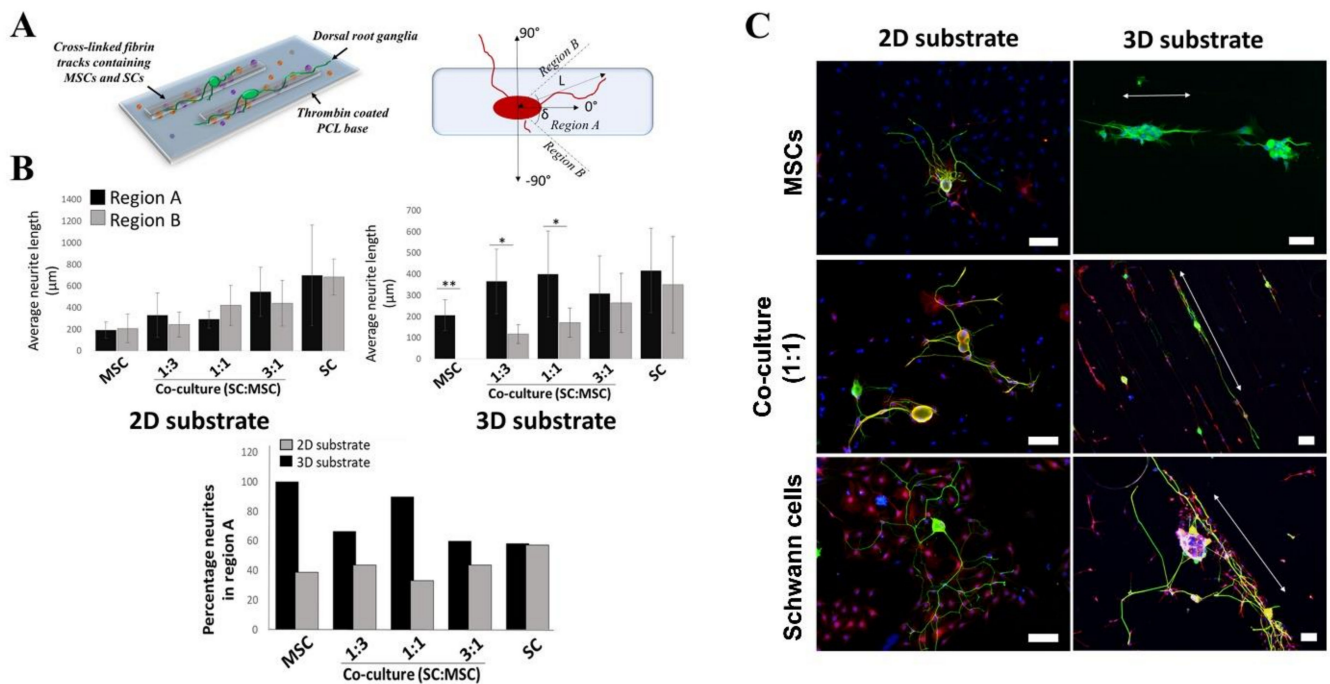 A
Cross-linked fibrin
tracks containing
MSCs and SCs
Dorsal root ganglia
Thrombin coated
PCL base
90°
Region B
L
δ
0°
Region A
Region B
-90°
B
Region A
Region B
Average neurite length
(µm)
1400
1200
1000
800
600
400
200
0
MSC
1:3
1:1
3:1
SC
Co-culture (SC:MSC)
2D substrate
Average neurite length
(µm)
700
600
500
400
300
200
100
0
**
*
*
MSC
1:3
1:1
3:1
SC
Co-culture (SC:MSC)
3D substrate
2D substrate
3D substrate
Percentage neurites
in region A
120
100
80
60
40
20
0
MSC
1:3
1:1
3:1
SC
Co-culture (SC:MSC)
C
2D substrate
3D substrate
MSCs
Co-culture
(1:1)
Schwann cells